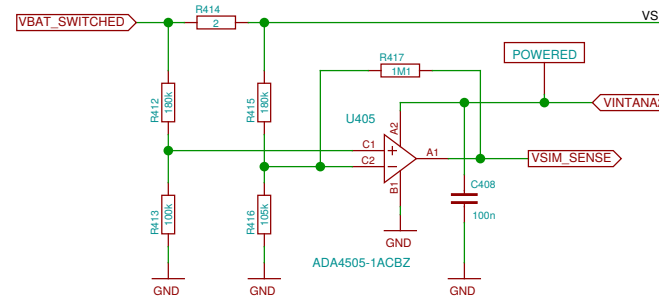 R414
VBAT_SWITCHED
2
VS
R417
1M1
POWERED
R412
180k
R415
180k
U405
A2
VINTANA2
C1
C2
A1
VSIM_SENSE
B1
R413
100k
R416
105k
C408
100n
GND
ADA4505-1ACBZ
GND
GND
GND